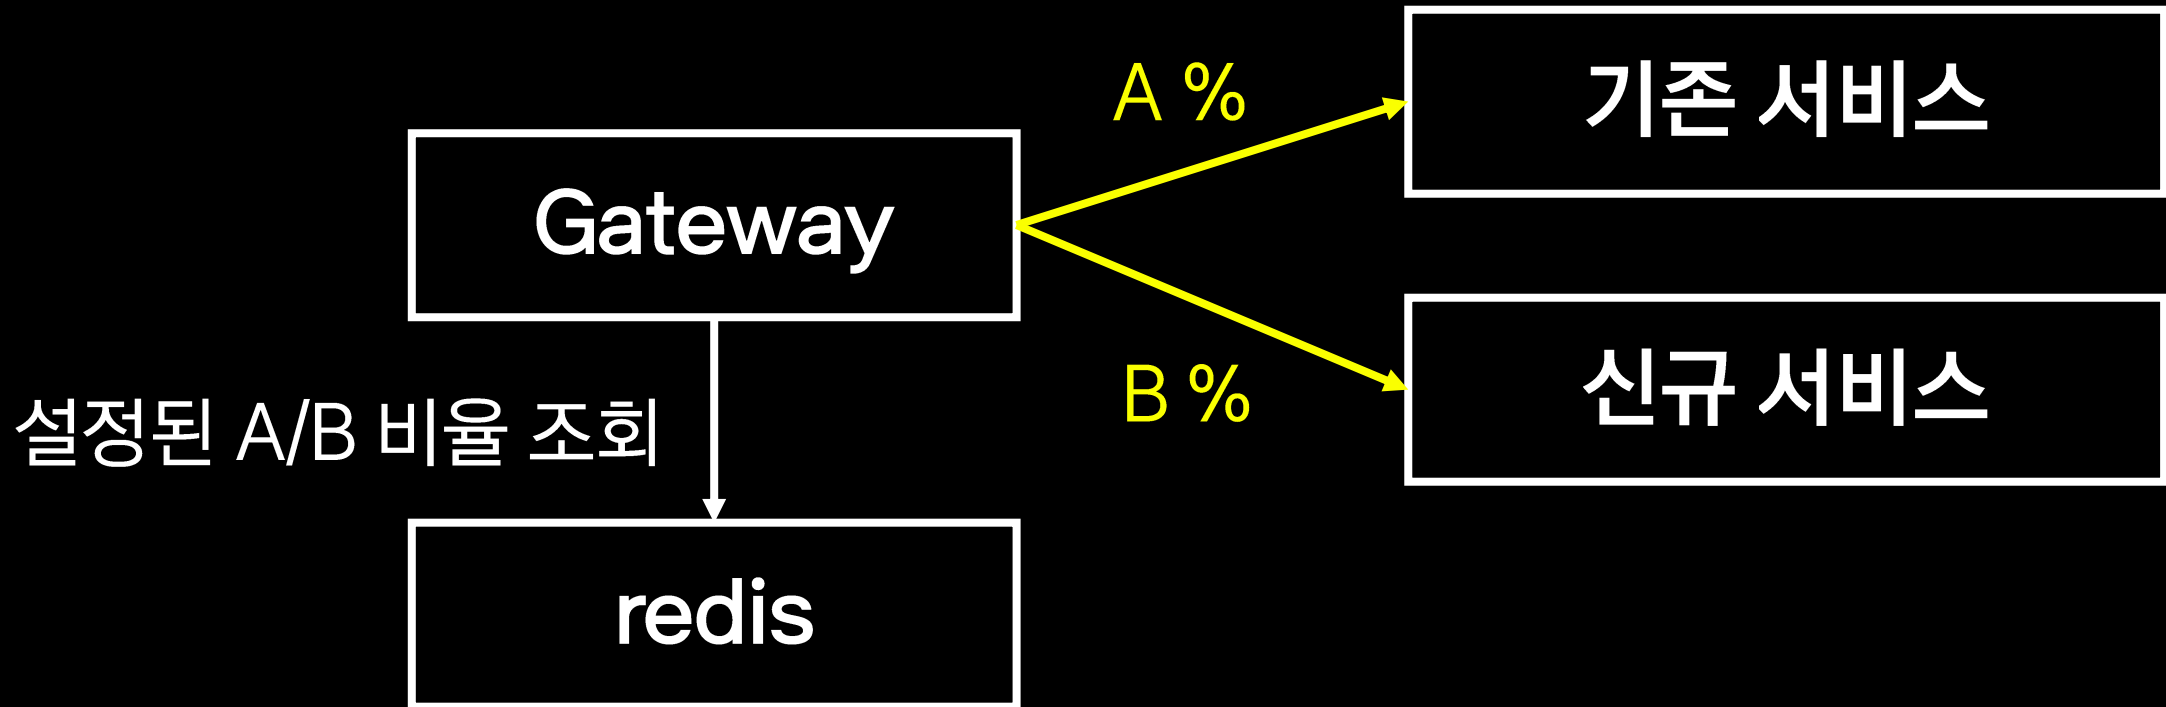 A %
기존 서비스
Gateway
B %
신규 서비스
설정된 A/B 비율 조회
redis